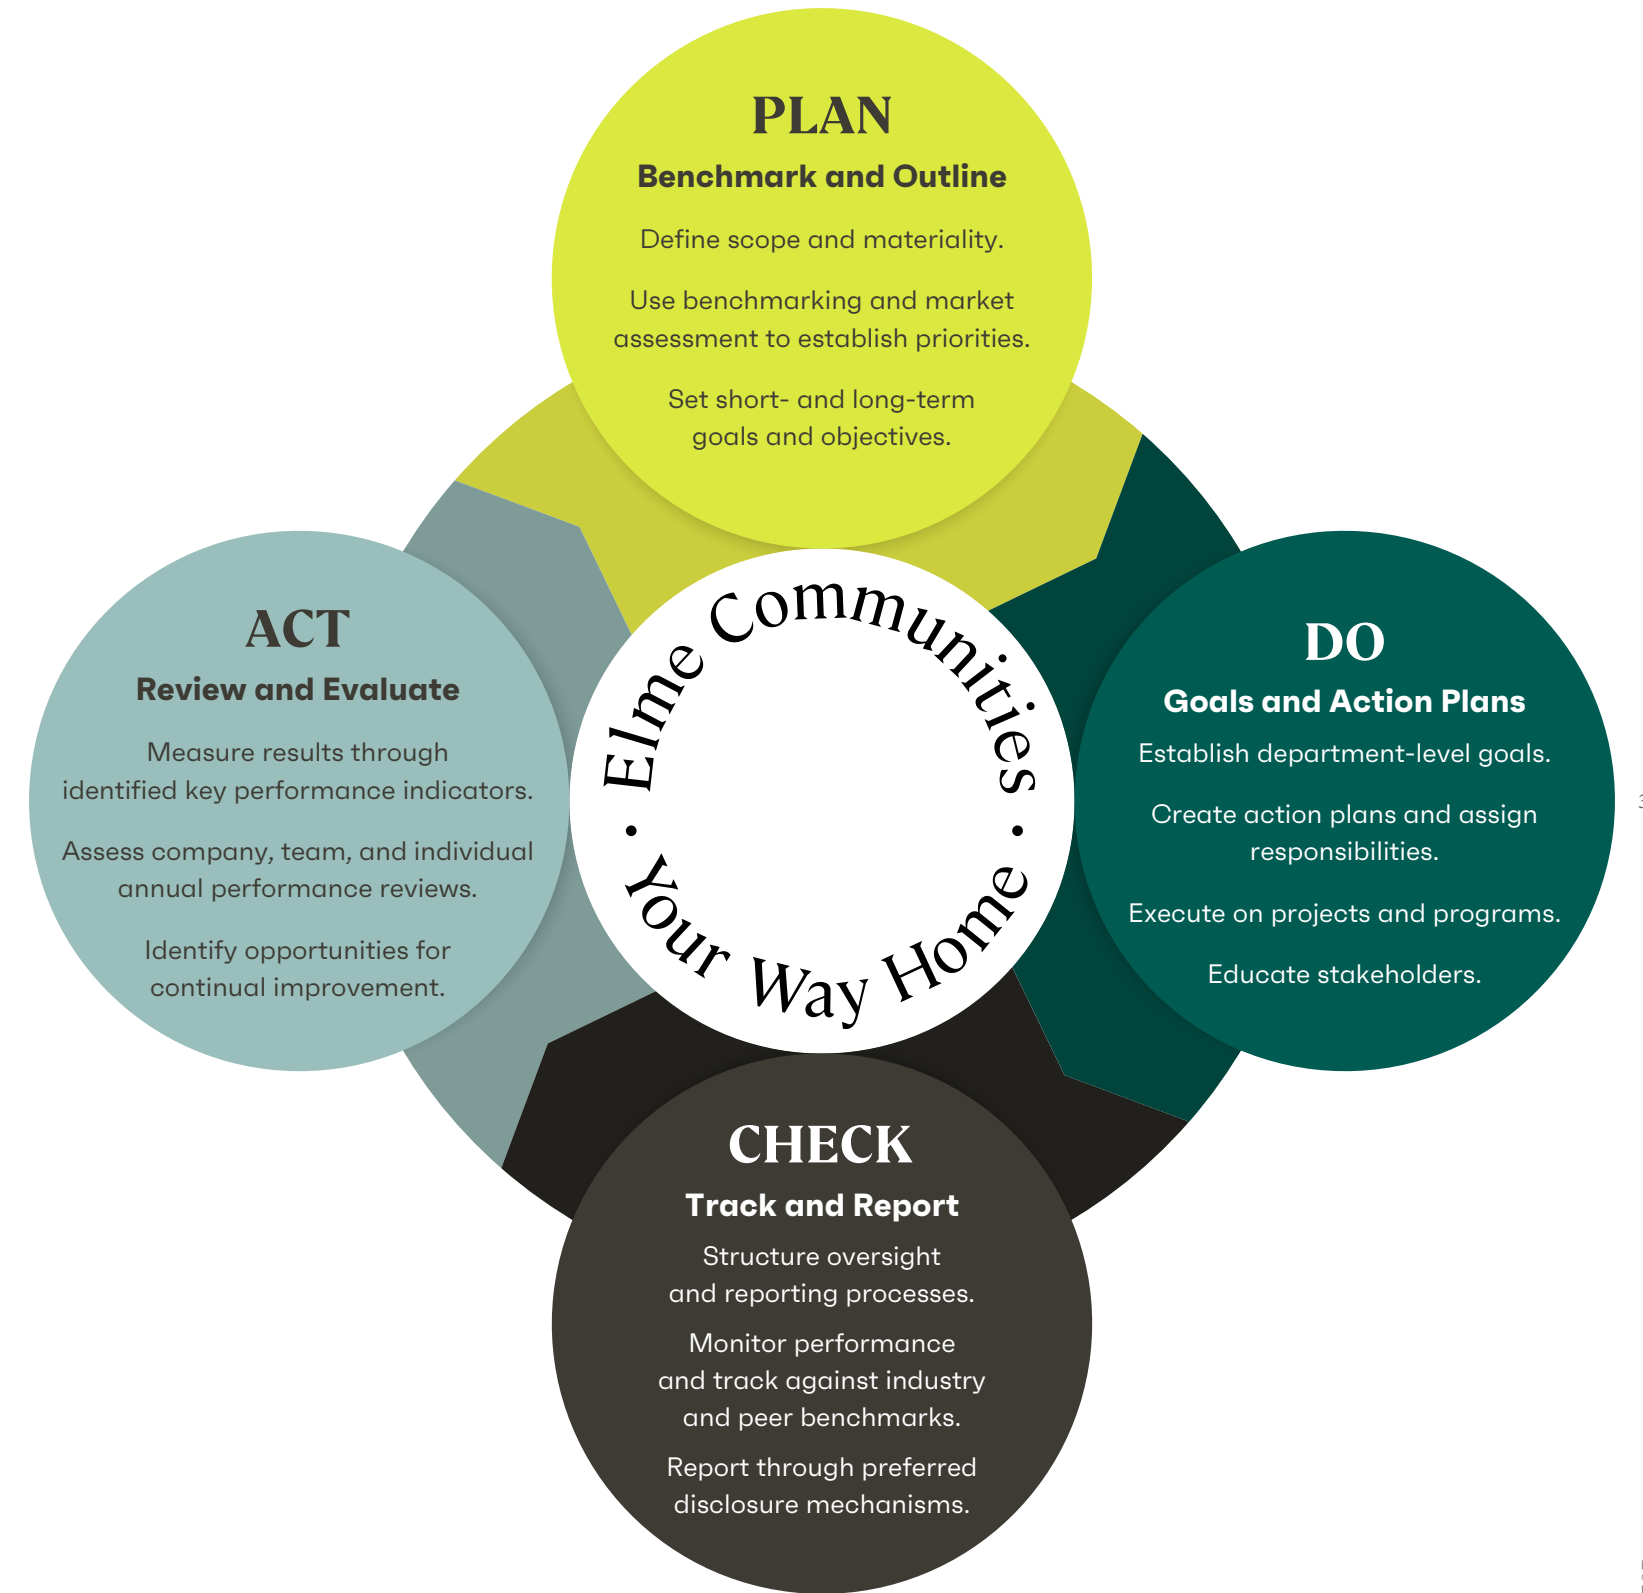 PLAN
Benchmark and Outline
Define scope and materiality.
Use benchmarking and market
assessment to establish priorities.
Set short- and long-term
goals and objectives.
DO
Goals and Action Plans
Establish department-level goals.
Create action plans and assign
responsibilities.
Execute on projects and programs.
Educate stakeholders.
CHECK
Track and Report
Structure oversight
and reporting processes.
Monitor performance
and track against industry
and peer benchmarks.
Report through preferred
disclosure mechanisms.
ACT
Review and Evaluate
Measure results through
identified key performance indicators.
Assess company, team, and individual
annual performance reviews.
Identify opportunities for
continual improvement.
Elme Communities
• Your Way Home •